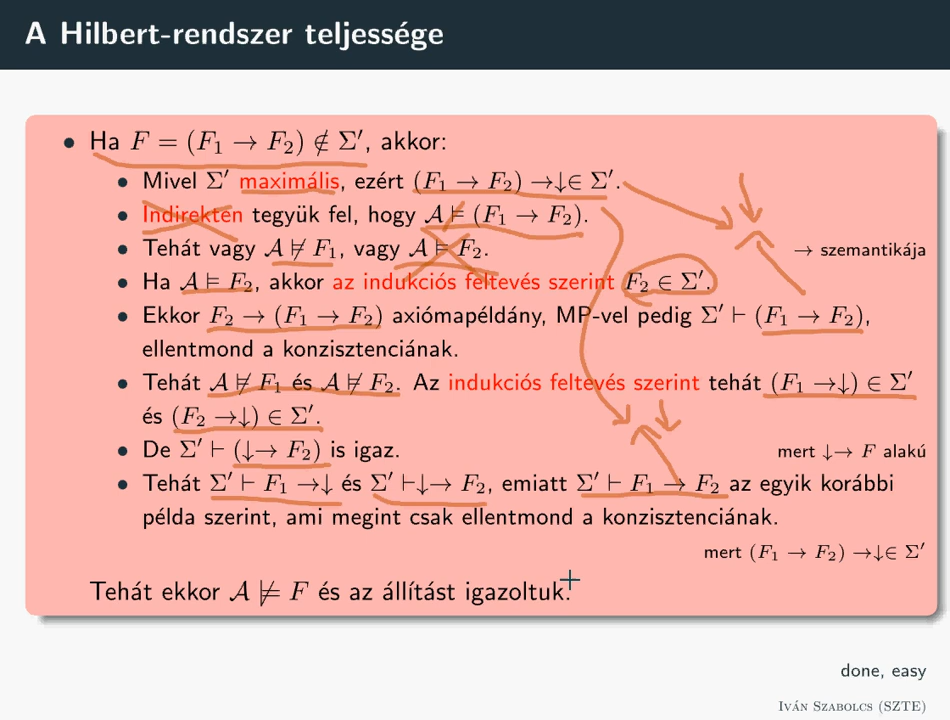 A Hilbert-rendszer teljessége
• Ha F = (F₁ → F₂) ∉ Σ′, akkor:
• Mivel Σ′ maximális, ezért (F₁ → F₂) →↓∈ Σ′.
• Indirekten tegyük fel, hogy 𝒜 ⊨ (F₁ → F₂).
• Tehát vagy 𝒜 ⊭ F₁, vagy 𝒜 ⊨ F₂.
→ szemantikája
• Ha 𝒜 ⊨ F₂, akkor az indukciós feltevés szerint F₂ ∈ Σ′.
• Ekkor F₂ → (F₁ → F₂) axiómapéldány, MP-vel pedig Σ′ ⊢ (F₁ → F₂),
ellentmond a konzisztenciának.
• Tehát 𝒜 ⊭ F₁ és 𝒜 ⊭ F₂. Az indukciós feltevés szerint tehát (F₁ →↓) ∈ Σ′
és (F₂ →↓) ∈ Σ′.
• De Σ′ ⊢ (↓→ F₂) is igaz.
mert ↓→ F alakú
• Tehát Σ′ ⊢ F₁ →↓ és Σ′ ⊢↓→ F₂, emiatt Σ′ ⊢ F₁ → F₂ az egyik korábbi
példa szerint, ami megint csak ellentmond a konzisztenciának.
mert (F₁ → F₂) →↓∈ Σ′
Tehát ekkor 𝒜 ⊭ F és az állítást igazoltuk.
done, easy
Iván Szabolcs (SZTE)